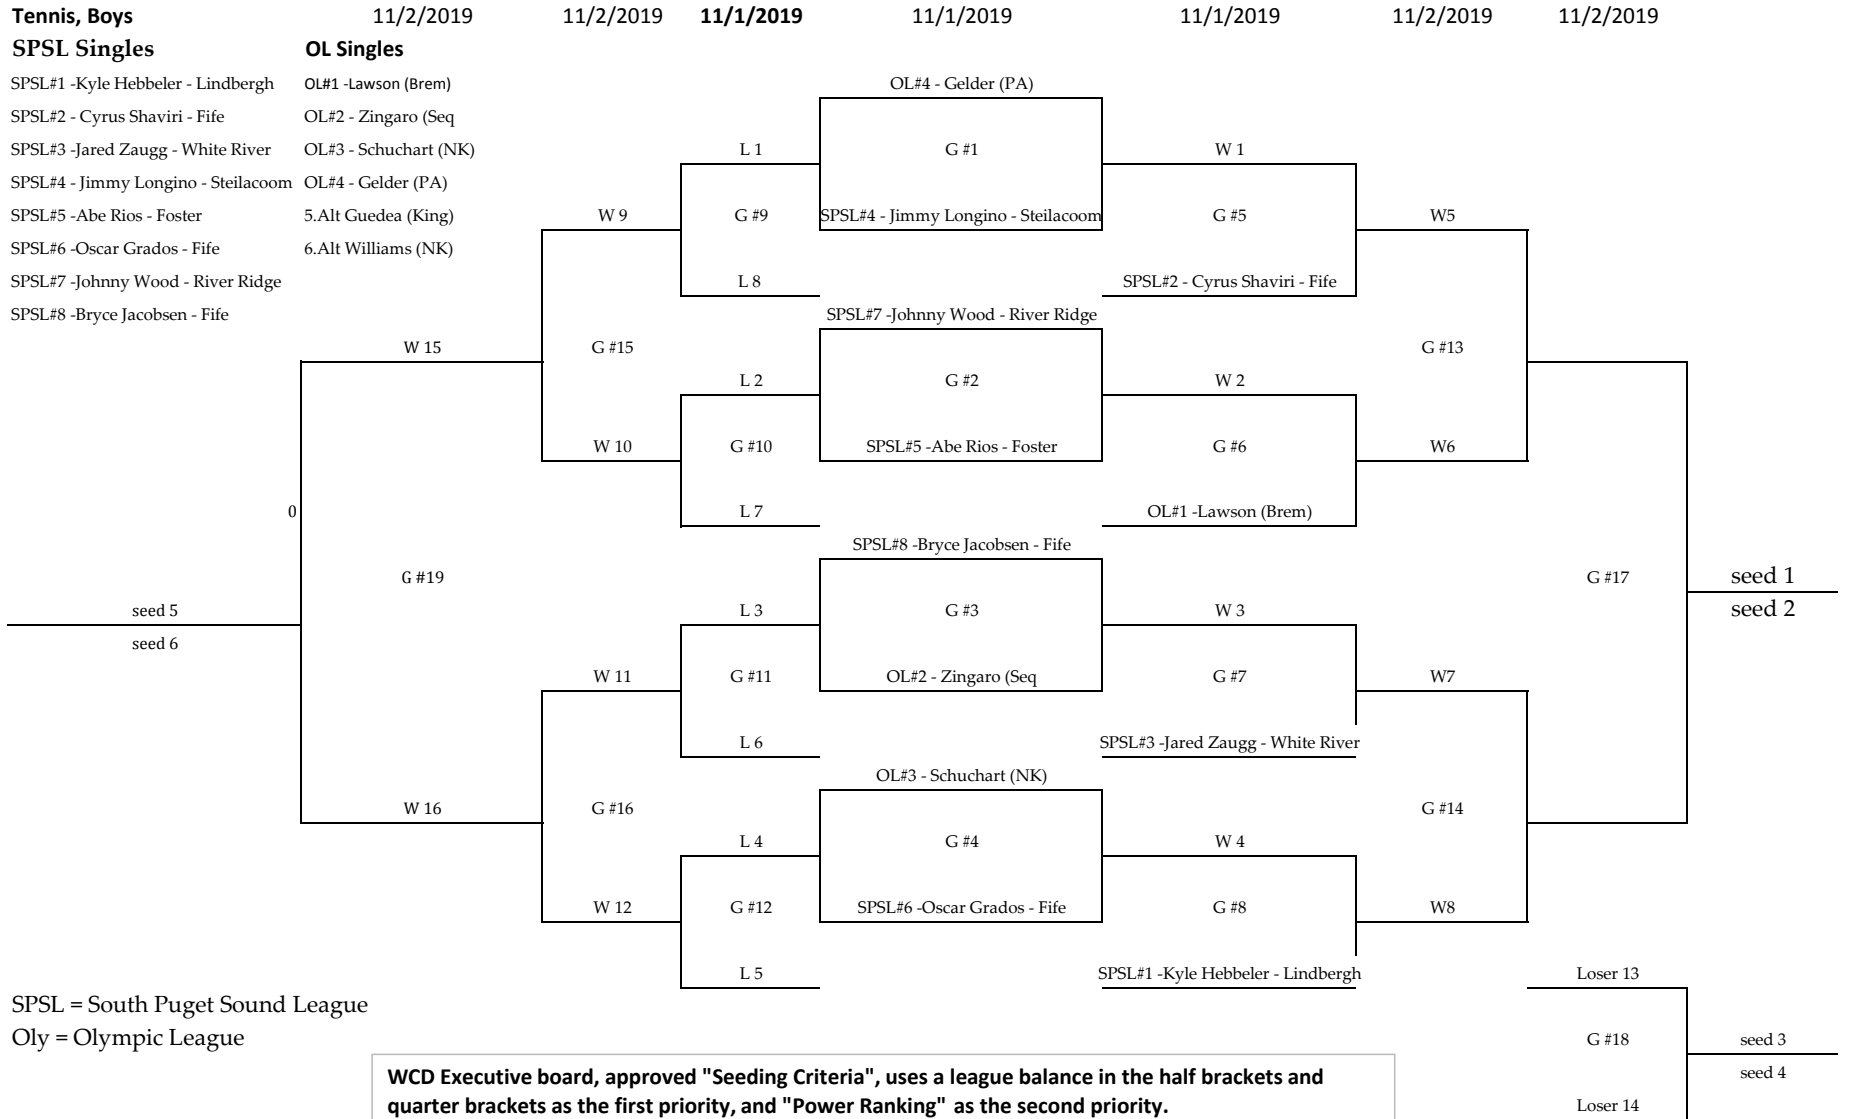 Tennis, Boys 11/2/2019 11/2/2019 11/1/2019 11/1/2019 11/1/2019 11/2/2019 11/2/2019
SPSL Singles OL Singles
SPSL#1 -Kyle Hebbeler - Lindbergh OL#1 -Lawson (Brem) OL#4 - Gelder (PA)
SPSL#2 - Cyrus Shaviri - Fife OL#2 - Zingaro (Seq
SPSL#3 -Jared Zaugg - White River OL#3 - Schuchart (NK) L 1 G #1 W 1
SPSL#4 - Jimmy Longino - Steilacoom OL#4 - Gelder (PA)
SPSL#5 -Abe Rios - Foster 5.Alt Guedea (King) W 9 G #9 SPSL#4 - Jimmy Longino - Steilacoom G #5 W5
SPSL#6 -Oscar Grados - Fife 6.Alt Williams (NK)
SPSL#7 -Johnny Wood - River Ridge L 8 SPSL#2 - Cyrus Shaviri - Fife
SPSL#8 -Bryce Jacobsen - Fife SPSL#7 -Johnny Wood - River Ridge
W 15 G #15 G #13
L 2 G #2 W 2
W 10 G #10 SPSL#5 -Abe Rios - Foster G #6 W6
0 L 7 OL#1 -Lawson (Brem)
SPSL#8 -Bryce Jacobsen - Fife
G #19 G #17 seed 1
seed 5 L 3 G #3 W 3 seed 2
seed 6
W 11 G #11 OL#2 - Zingaro (Seq G #7 W7
L 6 SPSL#3 -Jared Zaugg - White River
OL#3 - Schuchart (NK)
W 16 G #16 G #14
L 4 G #4 W 4
W 12 G #12 SPSL#6 -Oscar Grados - Fife G #8 W8
L 5 SPSL#1 -Kyle Hebbeler - Lindbergh Loser 13
SPSL = South Puget Sound League
Oly = Olympic League G #18 seed 3
seed 4
WCD Executive board, approved "Seeding Criteria", uses a league balance in the half brackets and
quarter brackets as the first priority, and "Power Ranking" as the second priority. Loser 14